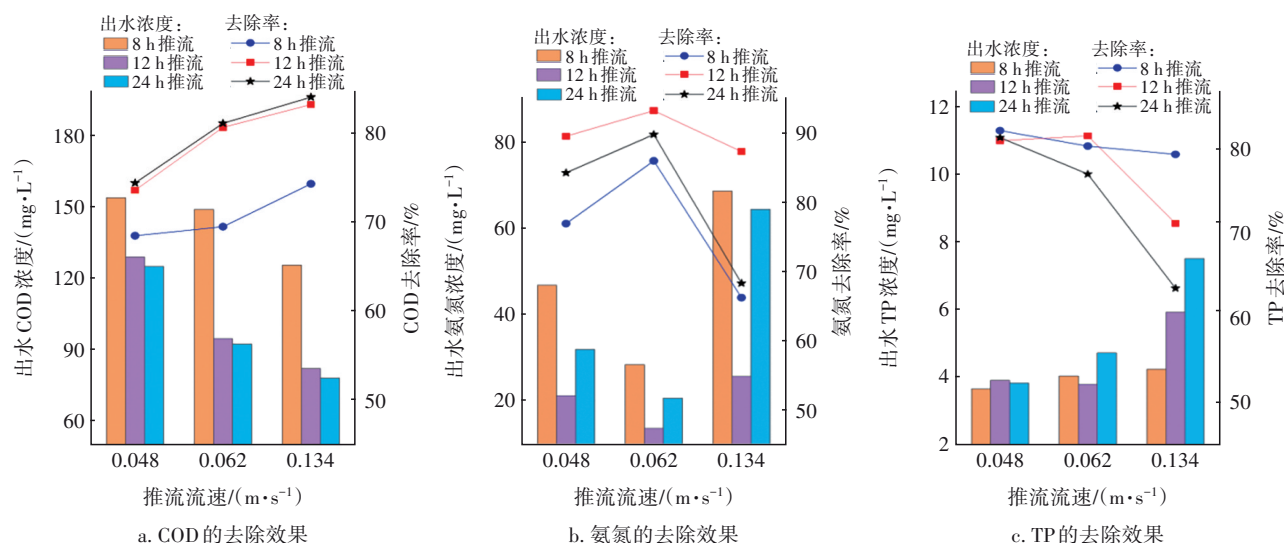 出水浓度： 去除率：
8 h推流 8 h推流
12 h推流 12 h推流
24 h推流 24 h推流
出水COD浓度/(mg·L⁻¹)
180
150
120
90
60
COD去除率/%
80
70
60
50
0.048 0.062 0.134
推流流速/(m·s⁻¹)
a. COD的去除效果
出水浓度： 去除率：
8 h推流 8 h推流
12 h推流 12 h推流
24 h推流 24 h推流
出水氨氮浓度/(mg·L⁻¹)
80
60
40
20
氨氮去除率/%
90
80
70
60
50
0.048 0.062 0.134
推流流速/(m·s⁻¹)
b. 氨氮的去除效果
出水浓度： 去除率：
8 h推流 8 h推流
12 h推流 12 h推流
24 h推流 24 h推流
出水TP浓度/(mg·L⁻¹)
12
10
8
6
4
2
TP去除率/%
80
70
60
50
0.048 0.062 0.134
推流流速/(m·s⁻¹)
c. TP的去除效果